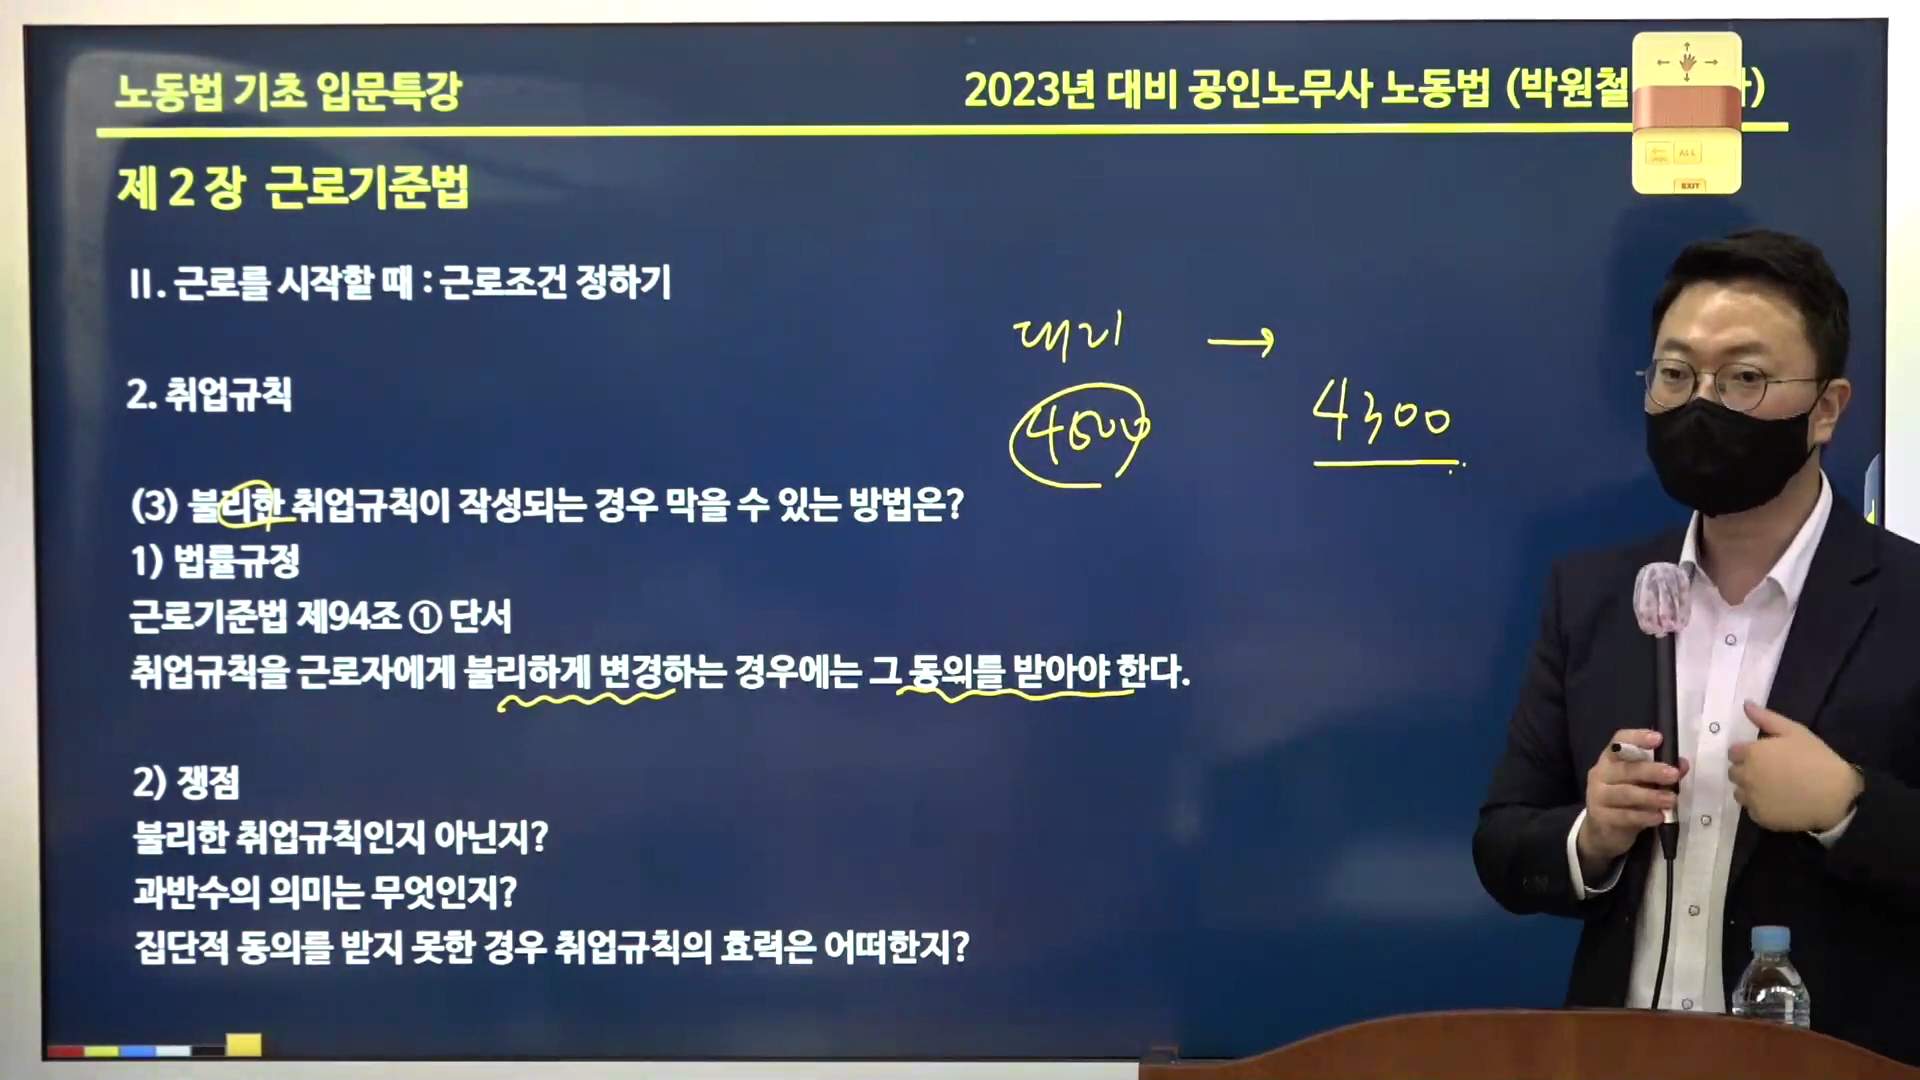 노동법 기초 입문특강
2023년 대비 공인노무사 노동법 (박원철
제 2 장 근로기준법
II. 근로를 시작할 때 : 근로조건 정하기
대리 →
4300
2. 취업규칙
(3) 불리한 취업규칙이 작성되는 경우 막을 수 있는 방법은?
1) 법률규정
근로기준법 제94조 ① 단서
취업규칙을 근로자에게 불리하게 변경하는 경우에는 그 동의를 받아야 한다.
2) 쟁점
불리한 취업규칙인지 아닌지?
과반수의 의미는 무엇인지?
집단적 동의를 받지 못한 경우 취업규칙의 효력은 어떠한지?
ALL
EXIT